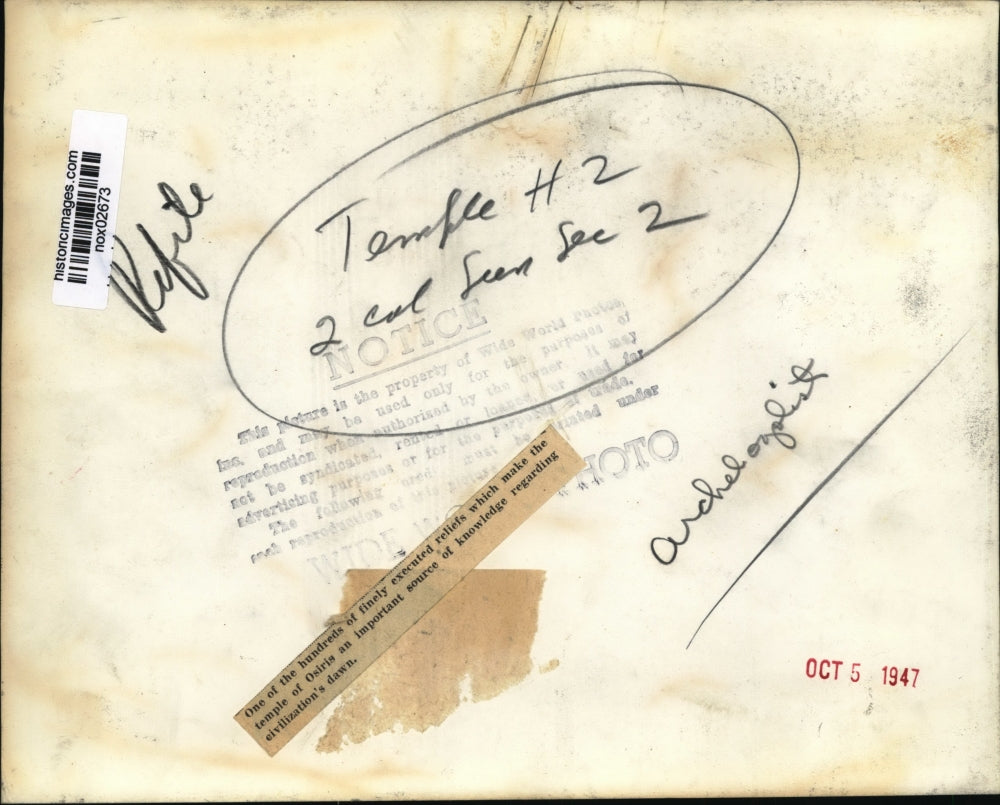 historicimages.com
nox02673
Refile
Temple # 2
2 col Sun Sec 2
NOTICE
This picture is the property of Wide World Photos,
Inc. and may be used only for the purposes of
reproduction when authorised by the owner. It may
not be syndicated, rented or loaned, or used for
advertising purposes or for the purpose of trade.
The following credit must be printed under
each reproduction of this picture
WIDE WORLD PHOTO
archeologist
One of the hundreds of finely executed reliefs which make the
temple of Osiris an important source of knowledge regarding
civilization's dawn.
OCT 5 1947